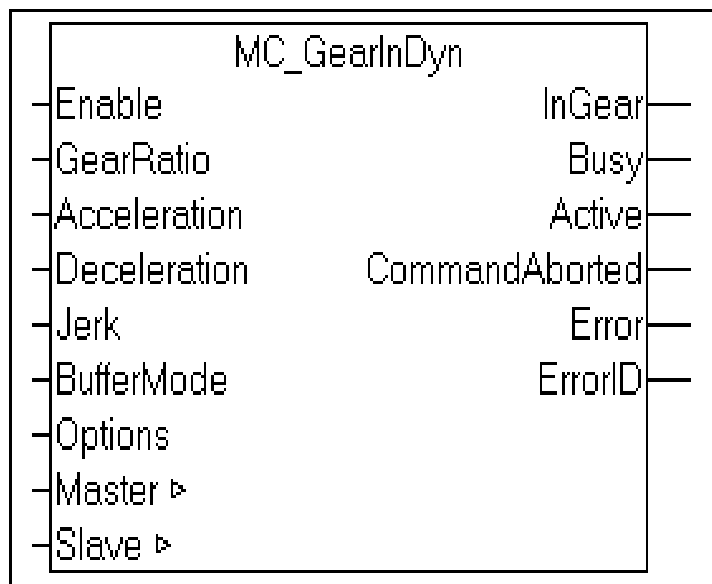 MC_GearInDyn
Enable InGear
GearRatio Busy
Acceleration Active
Deceleration CommandAborted
Jerk Error
BufferMode ErrorID
Options
Master
Slave